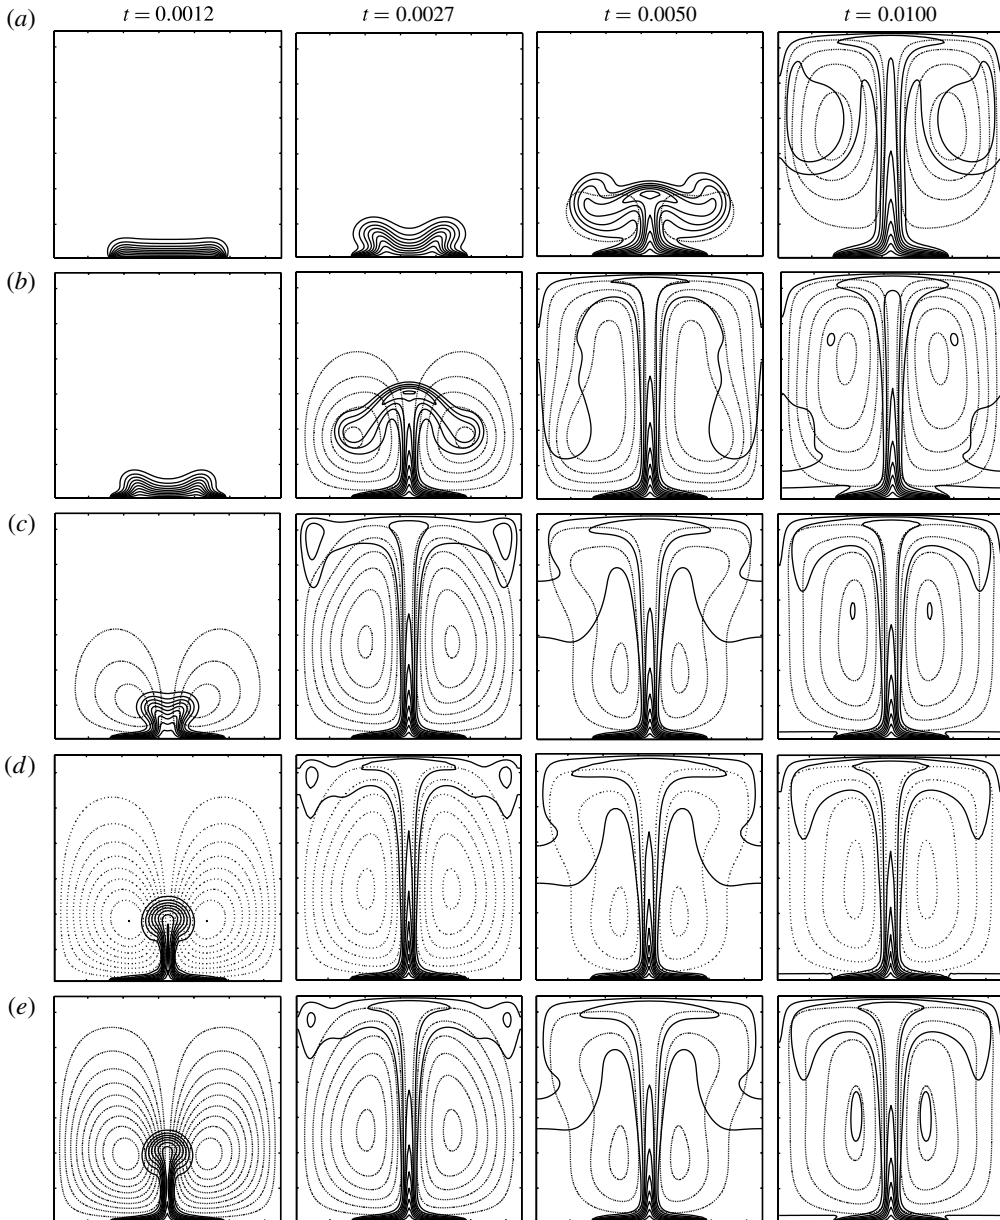 t = 0.0012 t = 0.0027 t = 0.0050 t = 0.0100
(a)
(b)
(c)
(d)
(e)